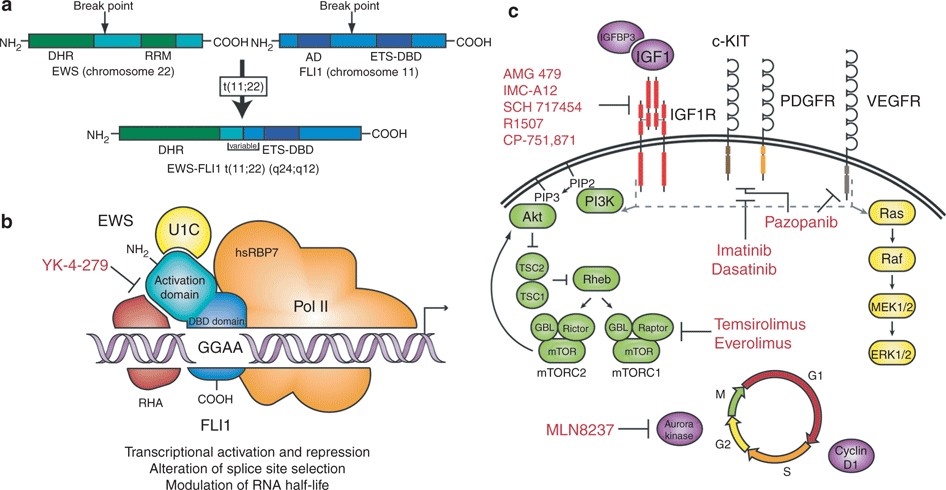 a
Break point
Break point
NH2
COOH
NH2
COOH
DHR
RRM
AD
ETS-DBD
EWS (chromosome 22)
FLI1 (chromosome 11)
t(11;22)
NH2
COOH
DHR
variable
ETS-DBD
EWS-FLI1 t(11;22) (q24;q12)
b
EWS
U1C
hsRBP7
NH2
YK-4-279
Activation
domain
Pol II
DBD domain
GGAA
RHA
COOH
FLI1
Transcriptional activation and repression
Alteration of splice site selection
Modulation of RNA half-life
c
IGFBP3
IGF1
c-KIT
AMG 479
IMC-A12
SCH 717454
R1507
CP-751,871
IGF1R
PDGFR
VEGFR
PIP3
PIP2
PI3K
Akt
Pazopanib
Ras
Imatinib
Dasatinib
Raf
TSC2
TSC1
Rheb
MEK1/2
GBL
Rictor
mTOR
mTORC2
GBL
Raptor
mTOR
mTORC1
Temsirolimus
Everolimus
ERK1/2
MLN8237
Aurora
kinase
M
G1
G2
S
Cyclin
D1